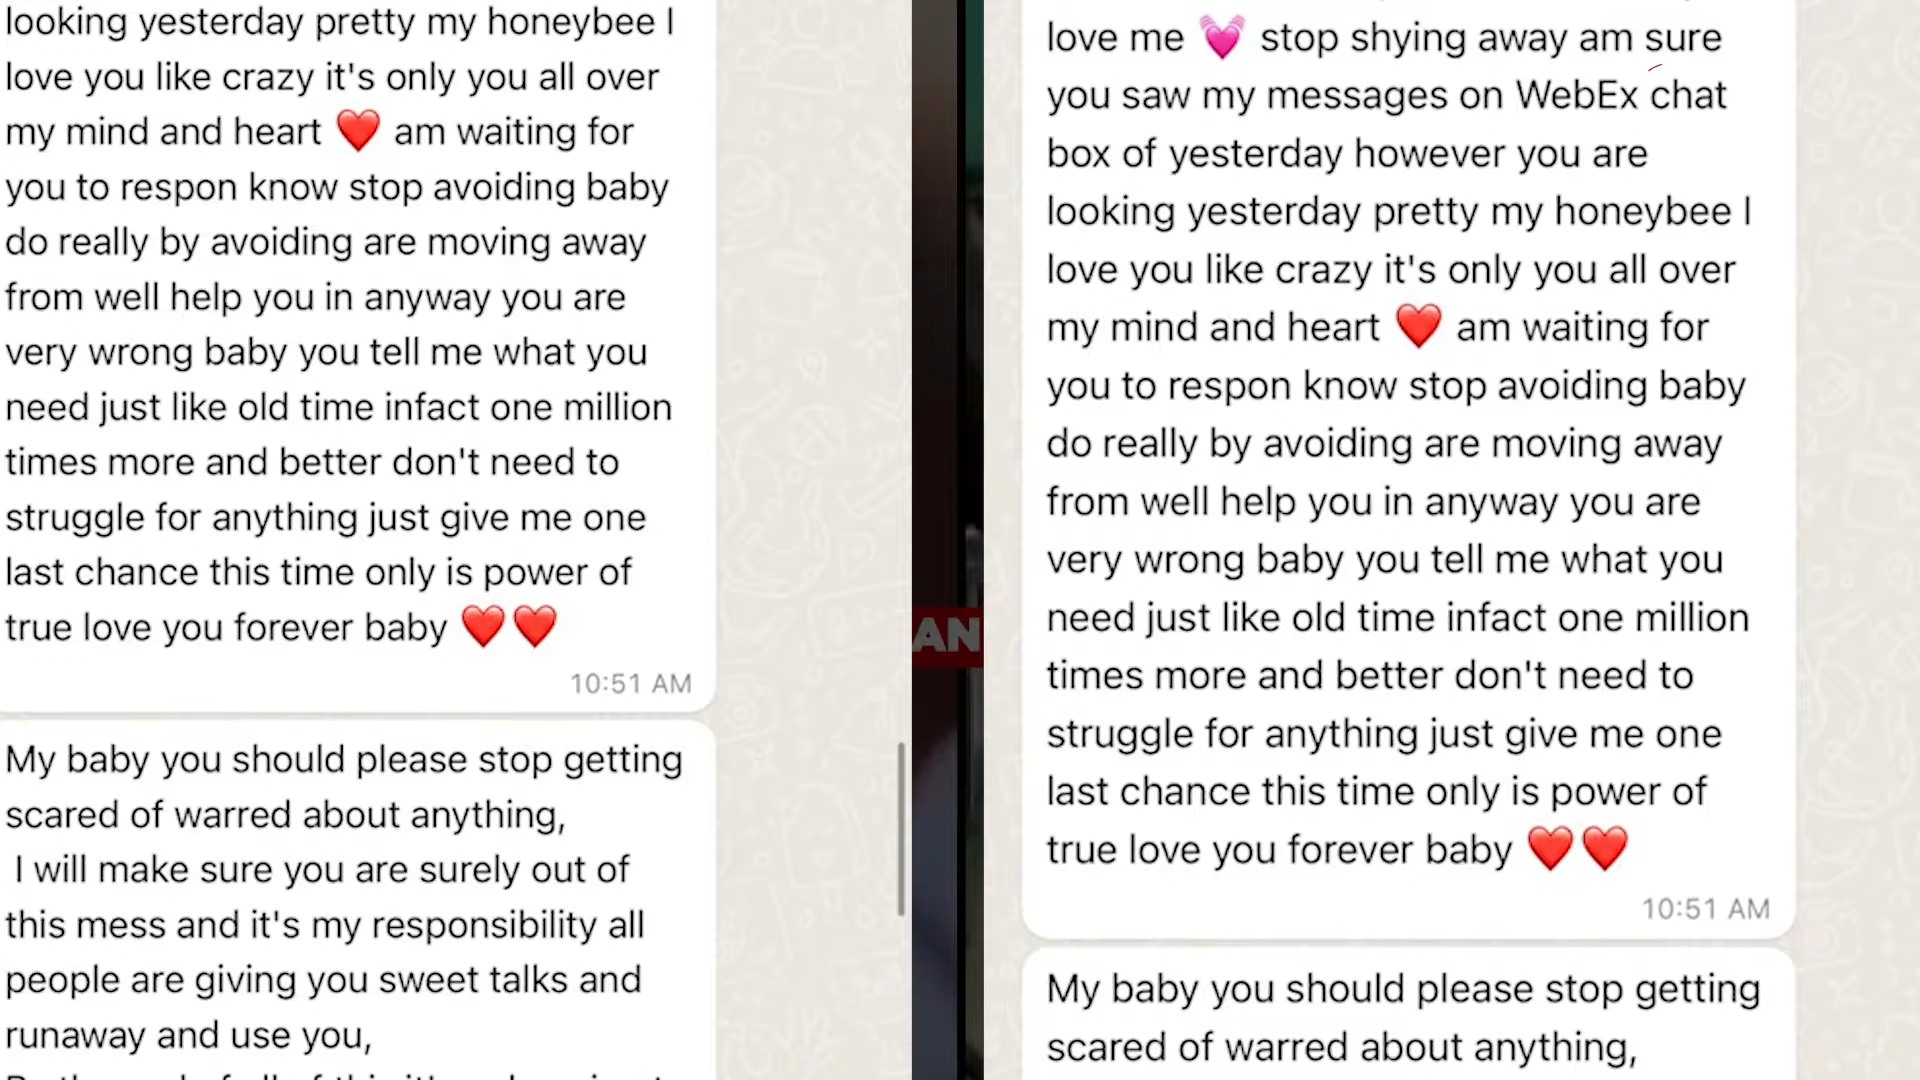 looking yesterday pretty my honeybee I
love you like crazy it's only you all over
my mind and heart ❤️ am waiting for
you to respon know stop avoiding baby
do really by avoiding are moving away
from well help you in anyway you are
very wrong baby you tell me what you
need just like old time infact one million
times more and better don't need to
struggle for anything just give me one
last chance this time only is power of
true love you forever baby ❤️❤️
10:51 AM
My baby you should please stop getting
scared of warred about anything,
I will make sure you are surely out of
this mess and it's my responsibility all
people are giving you sweet talks and
runaway and use you,
AN
love me 💓 stop shying away am sure
you saw my messages on WebEx chat
box of yesterday however you are
looking yesterday pretty my honeybee I
love you like crazy it's only you all over
my mind and heart ❤️ am waiting for
you to respon know stop avoiding baby
do really by avoiding are moving away
from well help you in anyway you are
very wrong baby you tell me what you
need just like old time infact one million
times more and better don't need to
struggle for anything just give me one
last chance this time only is power of
true love you forever baby ❤️❤️
10:51 AM
My baby you should please stop getting
scared of warred about anything,